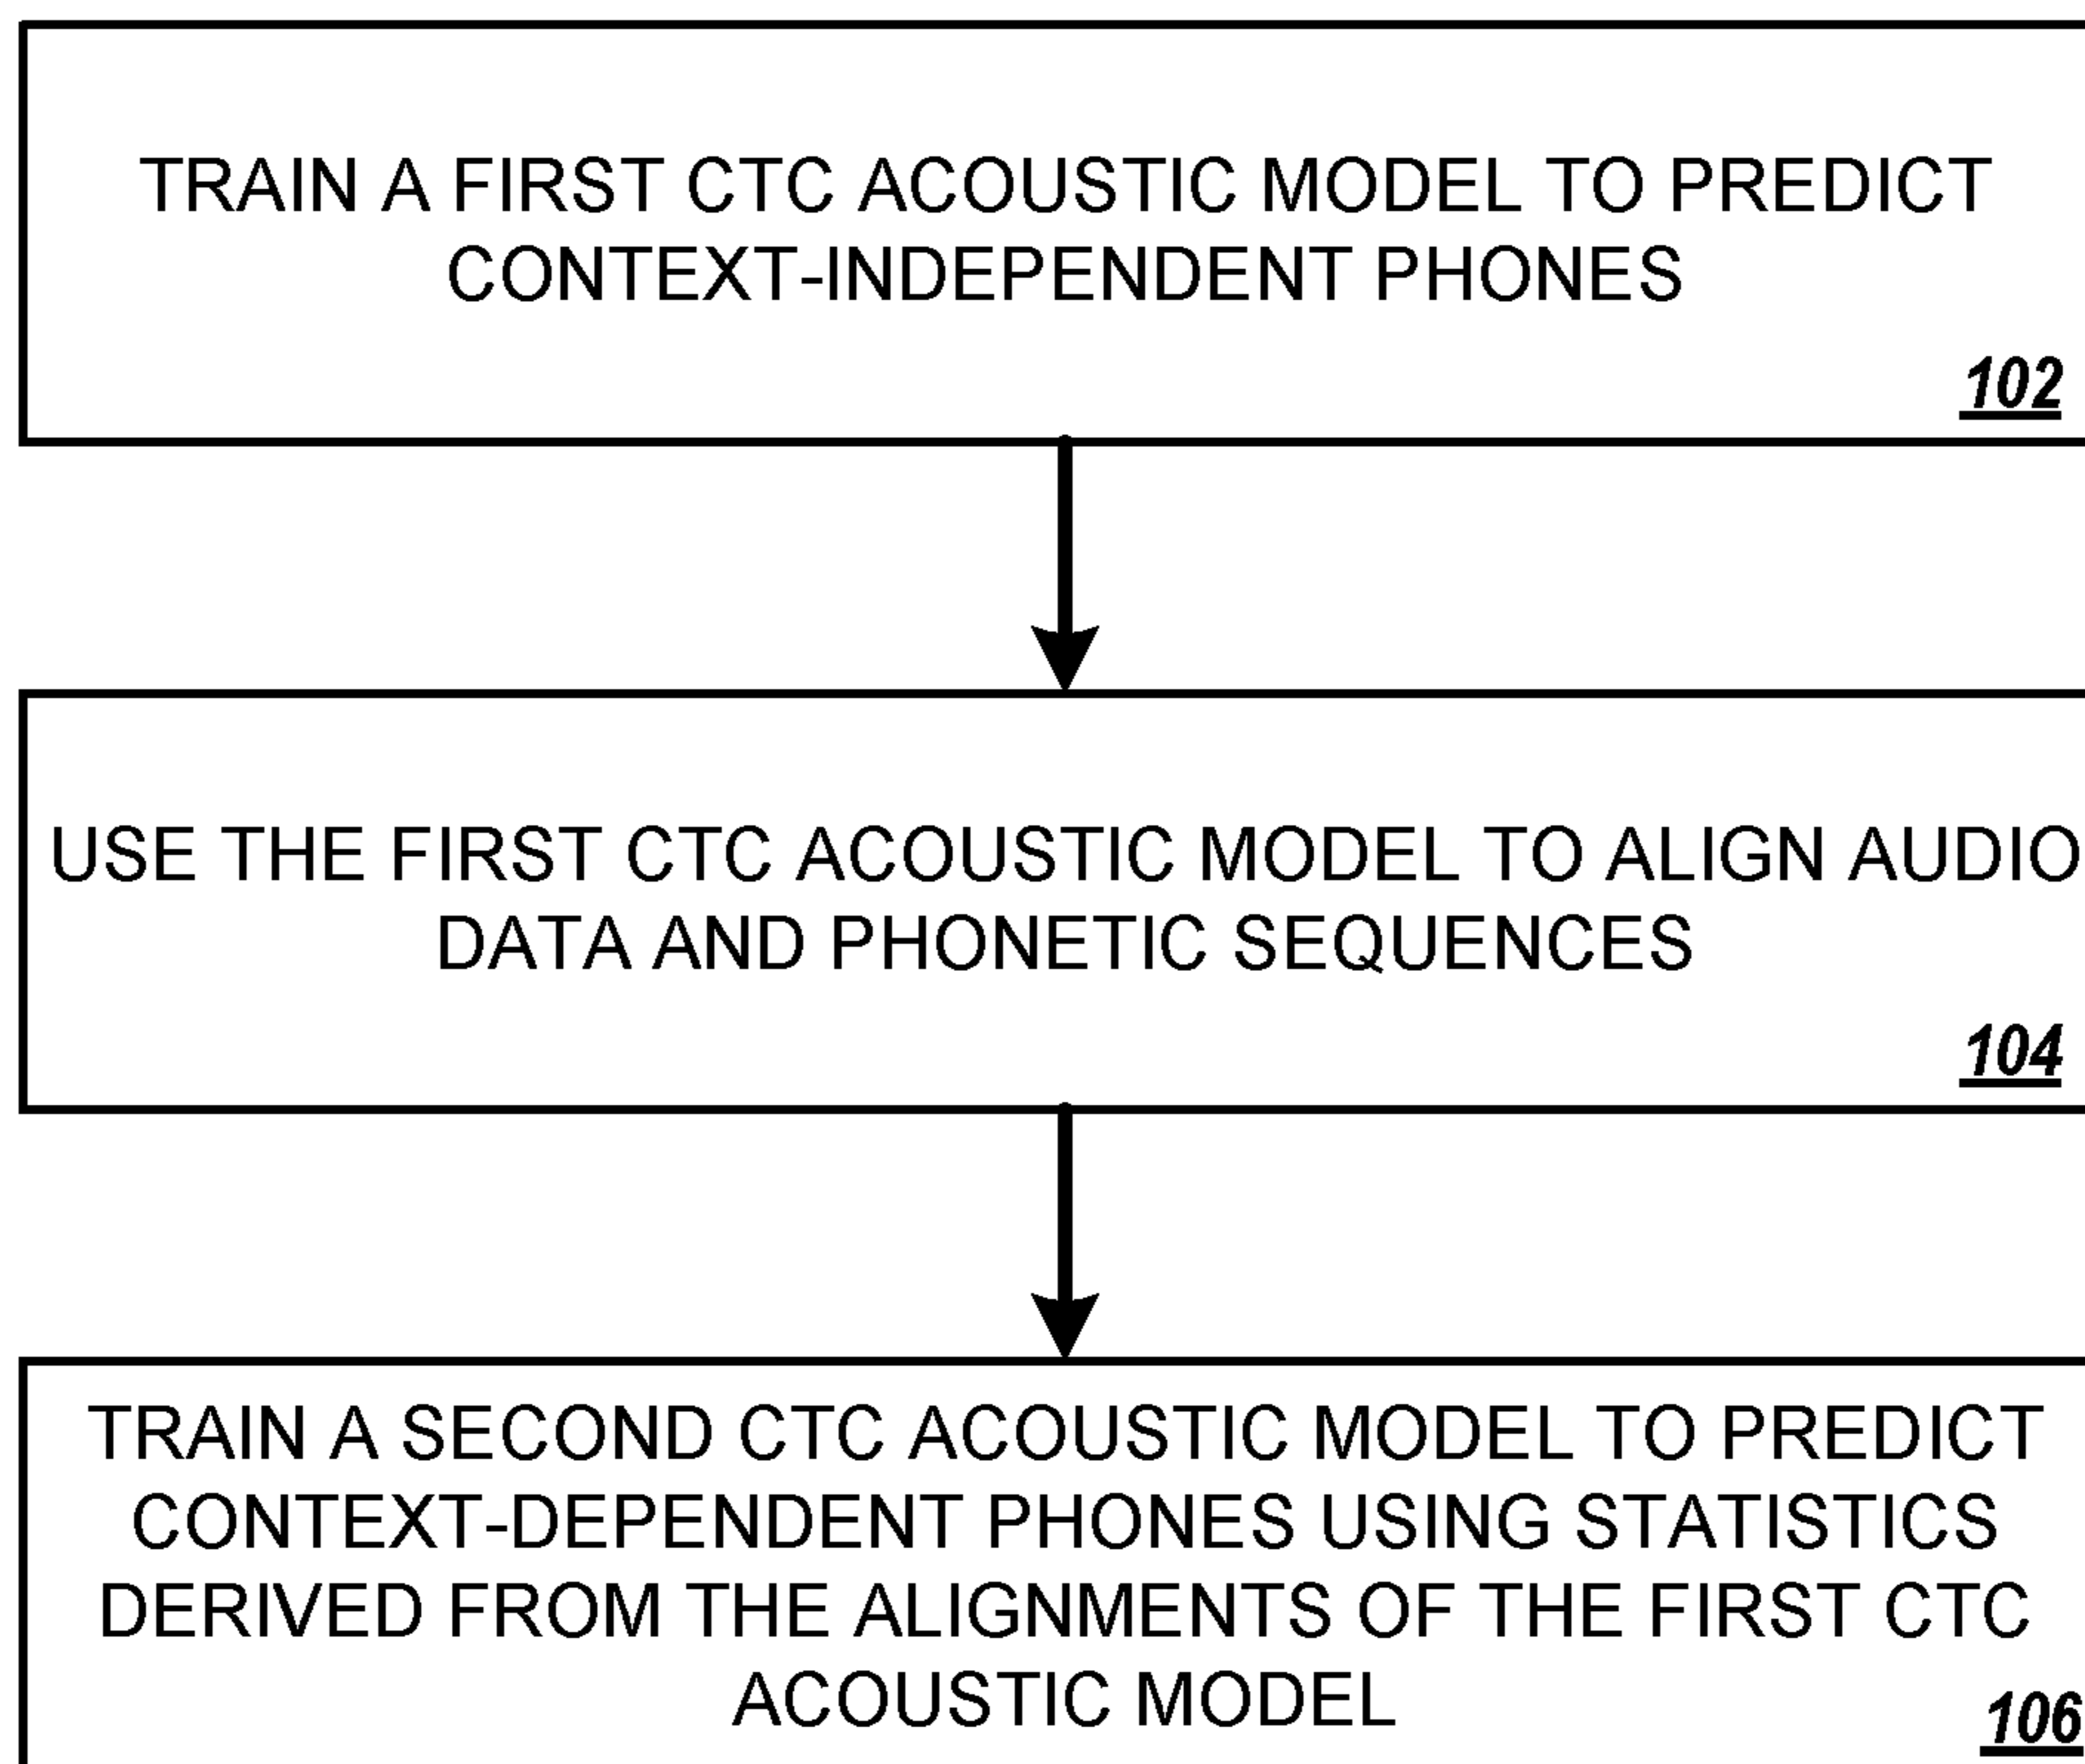 TRAIN A FIRST CTC ACOUSTIC MODEL TO PREDICT
CONTEXT-INDEPENDENT PHONES
102
USE THE FIRST CTC ACOUSTIC MODEL TO ALIGN AUDIO
DATA AND PHONETIC SEQUENCES
104
TRAIN A SECOND CTC ACOUSTIC MODEL TO PREDICT
CONTEXT-DEPENDENT PHONES USING STATISTICS
DERIVED FROM THE ALIGNMENTS OF THE FIRST CTC
ACOUSTIC MODEL
106